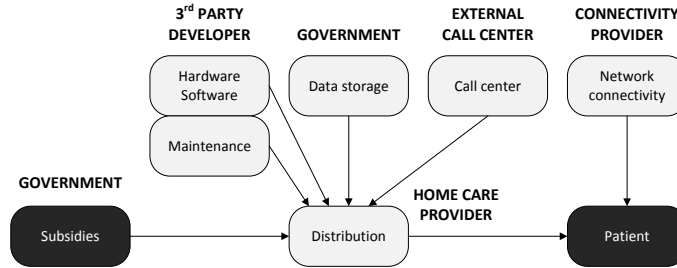 3rd PARTY
DEVELOPER
GOVERNMENT
EXTERNAL
CALL CENTER
CONNECTIVITY
PROVIDER
Hardware
Software
Data storage
Call center
Network
connectivity
Maintenance
GOVERNMENT
HOME CARE
PROVIDER
Subsidies
Distribution
Patient